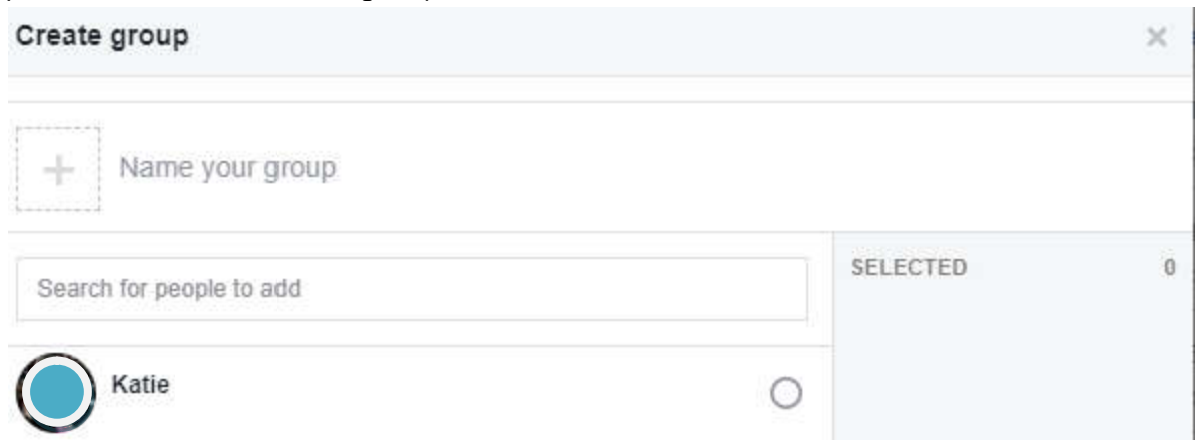 Create group
Name your group
Search for people to add
SELECTED 0
Katie